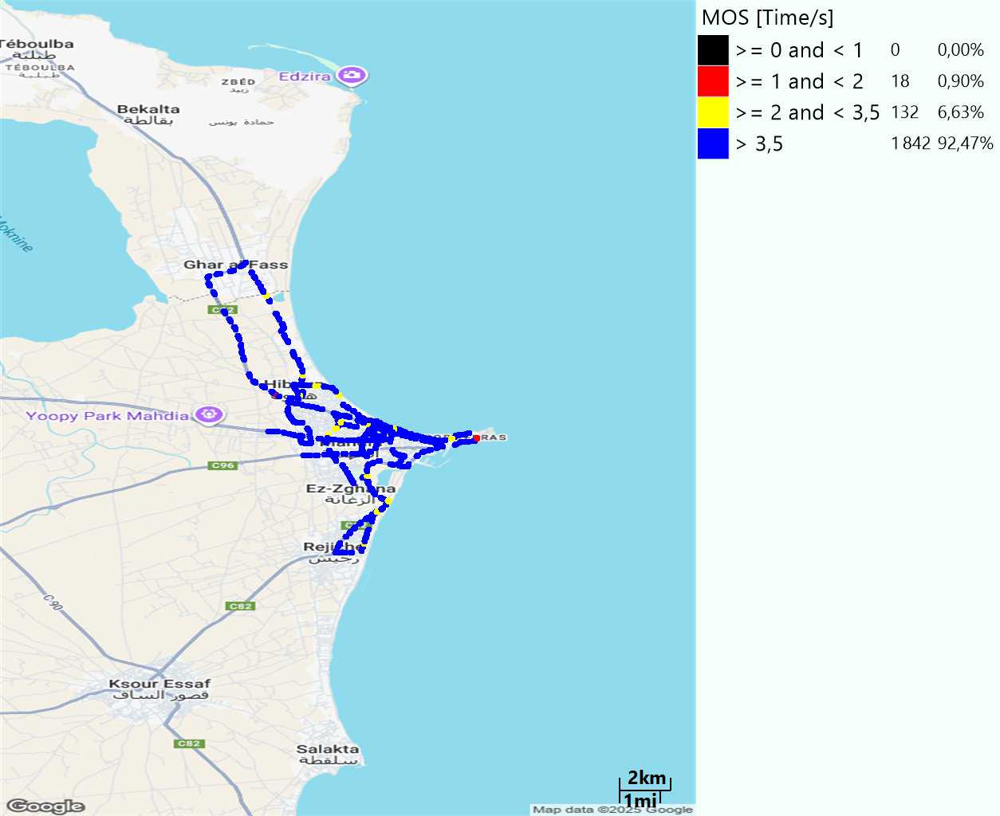 MOS [Time/s]
>= 0 and < 1 0 0,00%
>= 1 and < 2 18 0,90%
>= 2 and < 3,5 132 6,63%
> 3,5 1 842 92,47%
Téboulba
طبلبة
TÉBOULBA
طبلبة
Edzira
ZBÉD
زبيد
Bekalta
بقالطة
حمادة يونس
Moknine
Ghar al Fass
Yoopy Park Mahdia
RAS
C96
Ez-Zghana
الزغانة
رجيش
C82
C 90
Ksour Essaf
قصور الساف
C82
Salakta
سلقطة
2km
1mi
Google
Map data ©2025 Google